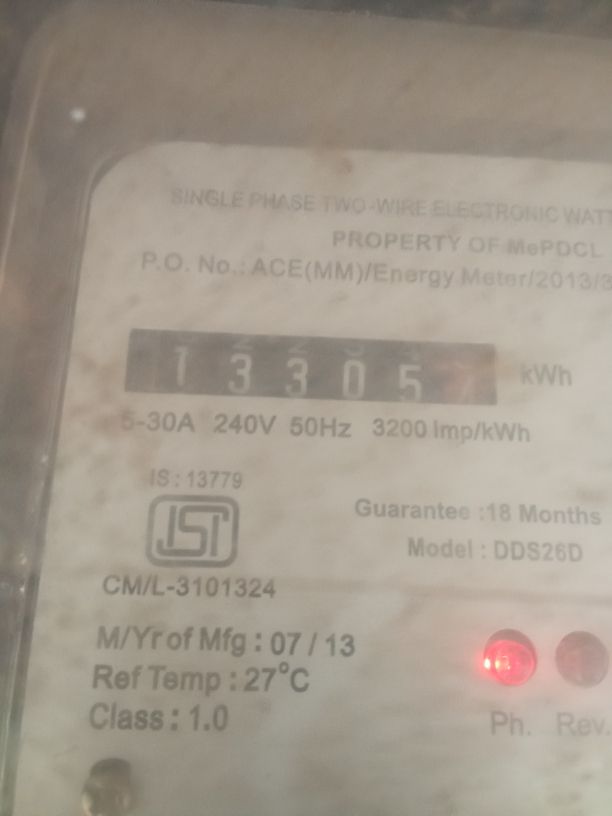 SINGLE PHASE TWO-WIRE ELECTRONIC
PROPERTY OF MePDCL
P.O. No.: ACE(MM)/Energy Meter/2013/3
13305 kWh
5-30A 240V 50Hz 3200 Imp/kWh
IS : 13779
ISI
Guarantee :18 Months
Model : DDS26D
CM/L-3101324
M/Yr of Mfg : 07 / 13
Ref Temp : 27°C
Class : 1.0
Ph. Rev.